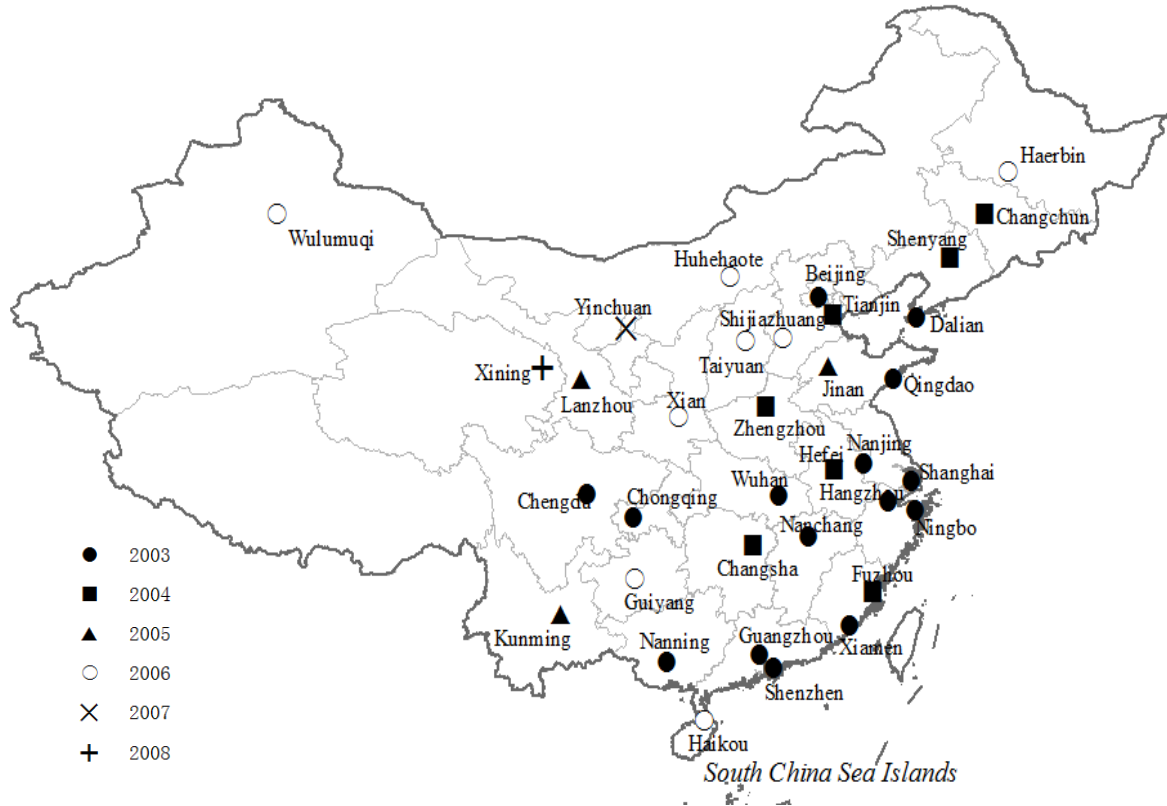 Haerbin
Changchun
Wulumuqi
Shenyang
Huhehaote
Beijing
Yinchuan
Tianjin
Shijiazhuang
Dalian
Taiyuan
Xining
Jinan
Qingdao
Lanzhou
Xian
Zhengzhou
Nanjing
Hefei
Shanghai
Wuhan
Hangzhou
Chengdu
Chongqing
Ningbo
Nanchang
Changsha
Fuzhou
Guiyang
Kunming
Nanning
Guangzhou
Xiamen
Shenzhen
Haikou
South China Sea Islands
2003
2004
2005
2006
2007
2008